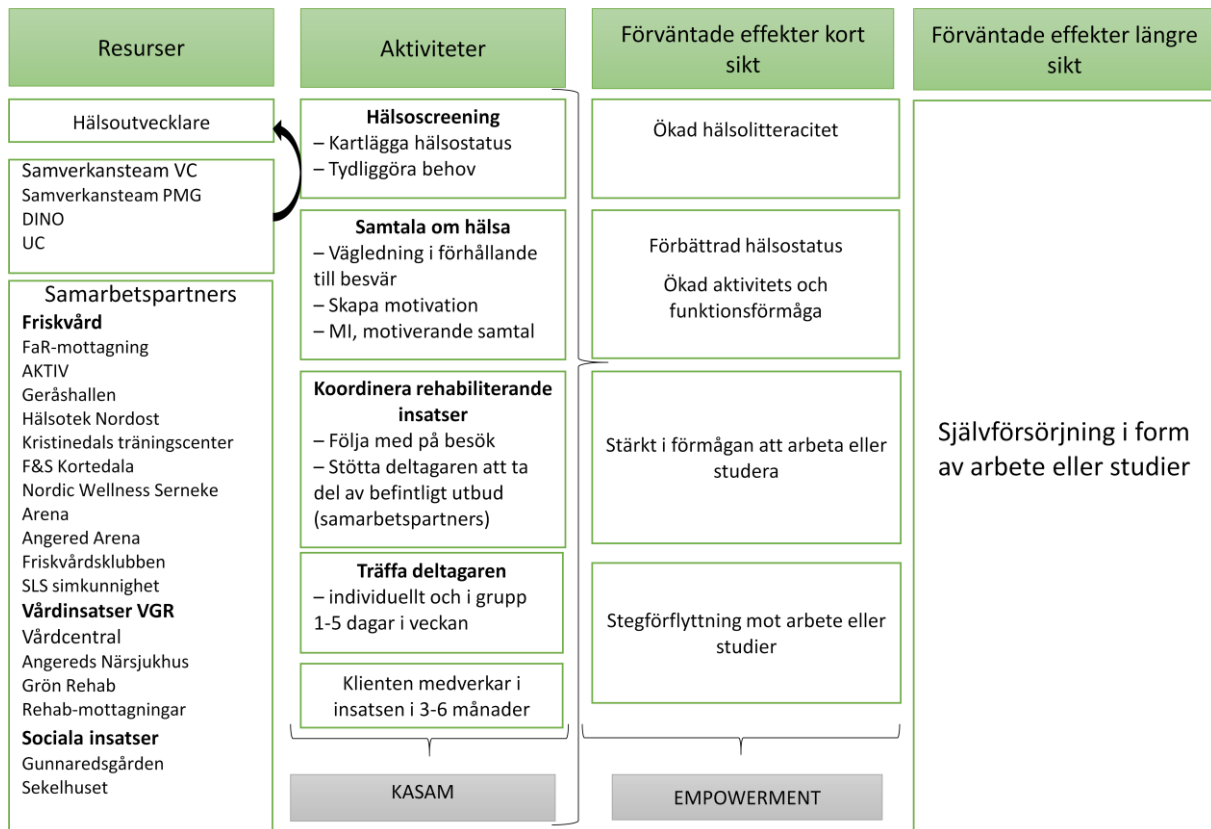 Resurser
Hälsoutvecklare
Samverkansteam VC
Samverkansteam PMG
DINO
UC
Samarbetspartners
Friskvård
FaR-mottagning
AKTIV
Geråshallen
Hälsotek Nordost
Kristinedals träningscenter
F&S Kortedala
Nordic Wellness Serneke
Arena
Angered Arena
Friskvårdsklubben
SLS simkunnighet
Vårdinsatser VGR
Vårdcentral
Angereds Närsjukhus
Grön Rehab
Rehab-mottagningar
Sociala insatser
Gunnaredsgården
Sekelhuset
Aktiviteter
Hälsoscreening
– Kartlägga hälsostatus
– Tydliggöra behov
Samtala om hälsa
– Vägledning i förhållande
till besvär
– Skapa motivation
– MI, motiverande samtal
Koordinera rehabiliterande
insatser
– Följa med på besök
– Stötta deltagaren att ta
del av befintligt utbud
(samarbetspartners)
Träffa deltagaren
– individuellt och i grupp
1-5 dagar i veckan
Klienten medverkar i
insatsen i 3-6 månader
KASAM
Förväntade effekter kort
sikt
Ökad hälsolitteracitet
Förbättrad hälsostatus
Ökad aktivitets och
funktionsförmåga
Stärkt i förmågan att arbeta eller
studera
Stegförflyttning mot arbete eller
studier
EMPOWERMENT
Förväntade effekter längre
sikt
Självförsörjning i form
av arbete eller studier